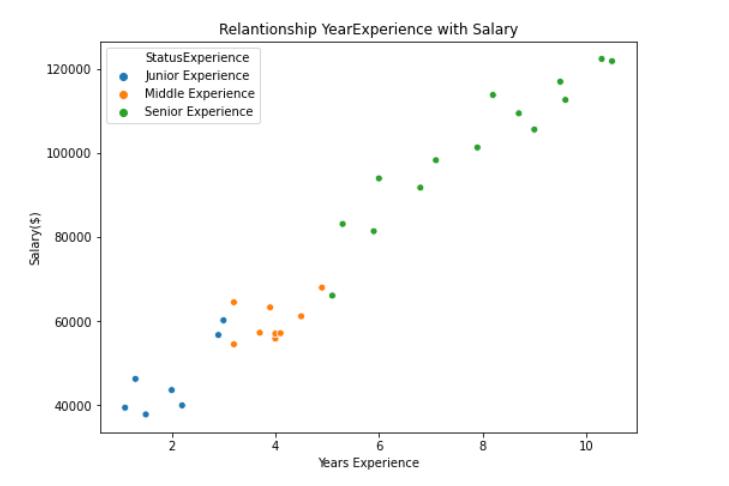 Relantionship YearExperience with Salary
StatusExperience
Junior Experience
Middle Experience
Senior Experience
120000
100000
80000
60000
40000
Salary($)
2 4 6 8 10
Years Experience